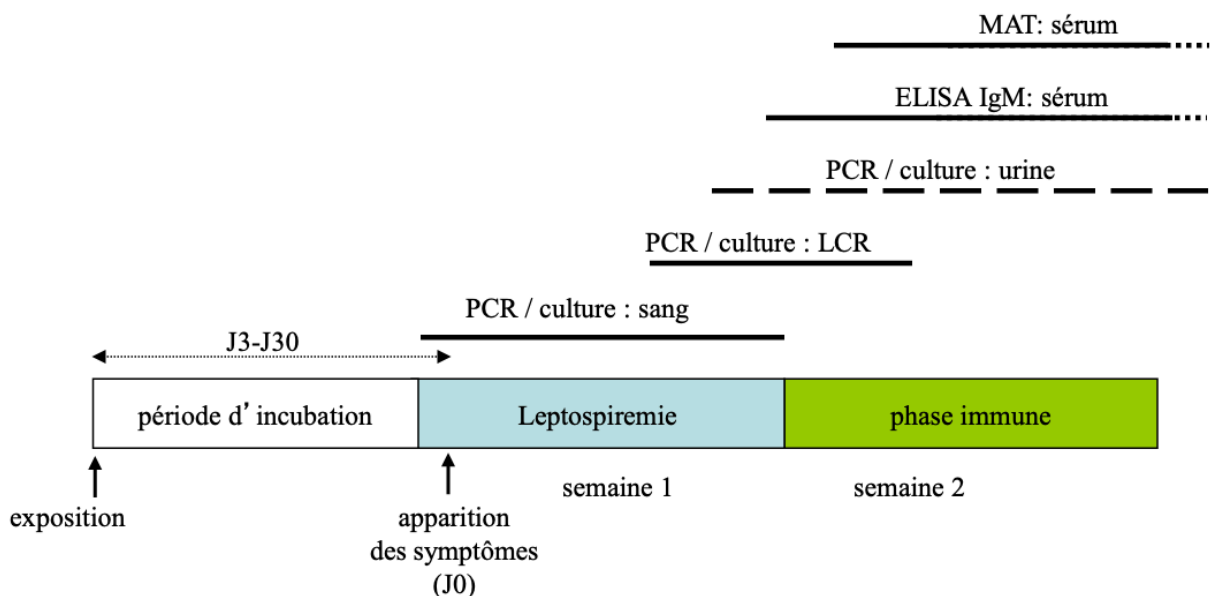 MAT: sérum
ELISA IgM: sérum
PCR / culture : urine
PCR / culture : LCR
PCR / culture : sang
J3-J30
période d' incubation
Leptospiremie
phase immune
semaine 1
semaine 2
exposition
apparition
des symptômes
(J0)